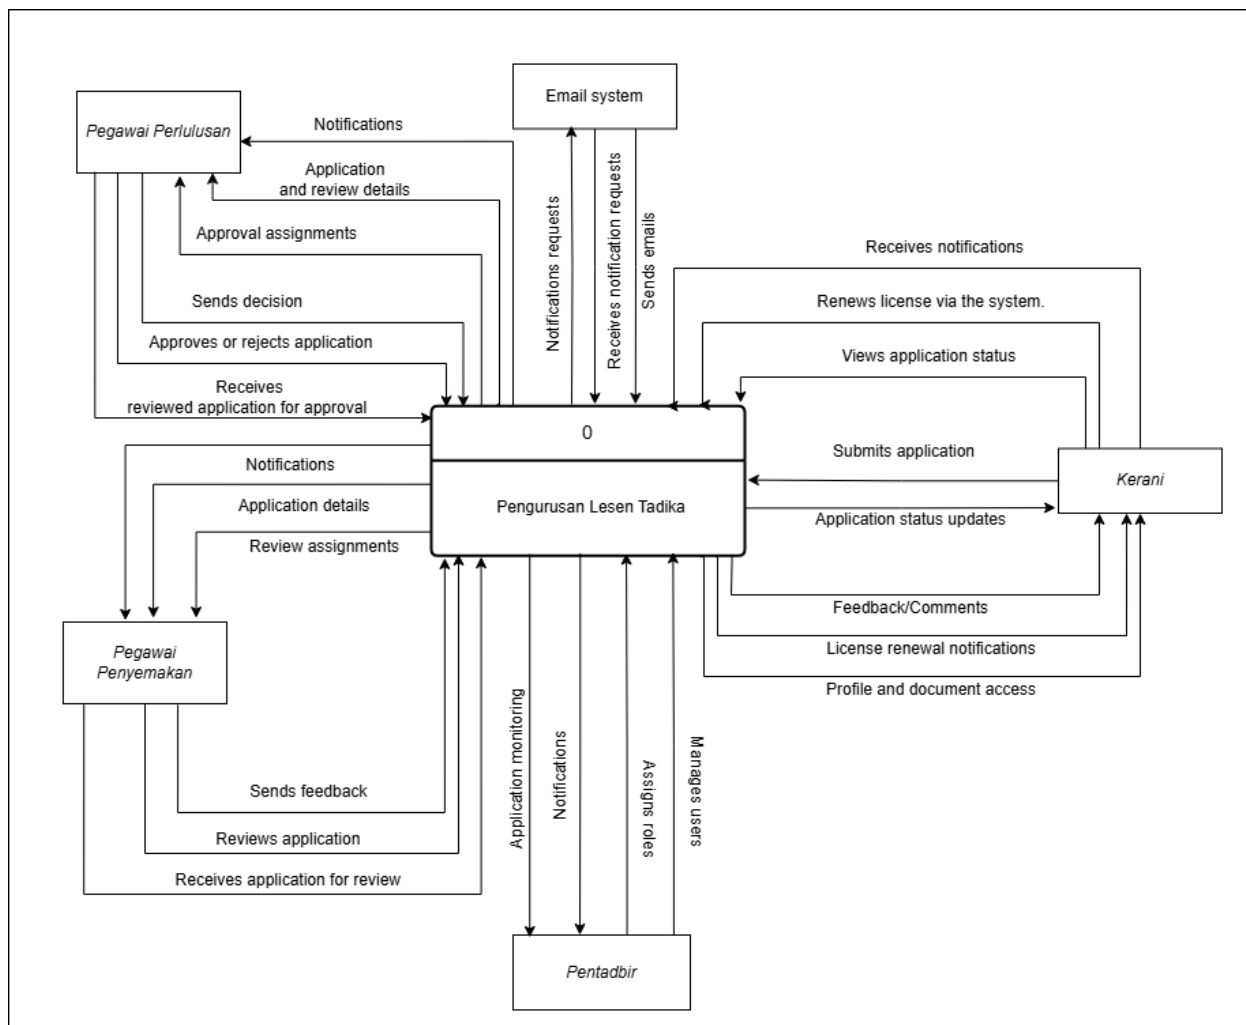 Email system
Pegawai Perlulusan
Notifications
Application
and review details
Approval assignments
Sends decision
Approves or rejects application
Receives
reviewed application for approval
Notifications requests
Receives notification requests
Sends emails
Receives notifications
Renews license via the system.
Views application status
Submits application
Kerani
Application status updates
Feedback/Comments
License renewal notifications
Profile and document access
0
Pengurusan Lesen Tadika
Notifications
Application details
Review assignments
Pegawai
Penyemakan
Sends feedback
Reviews application
Receives application for review
Application monitoring
Notifications
Assigns roles
Manages users
Pentadbir